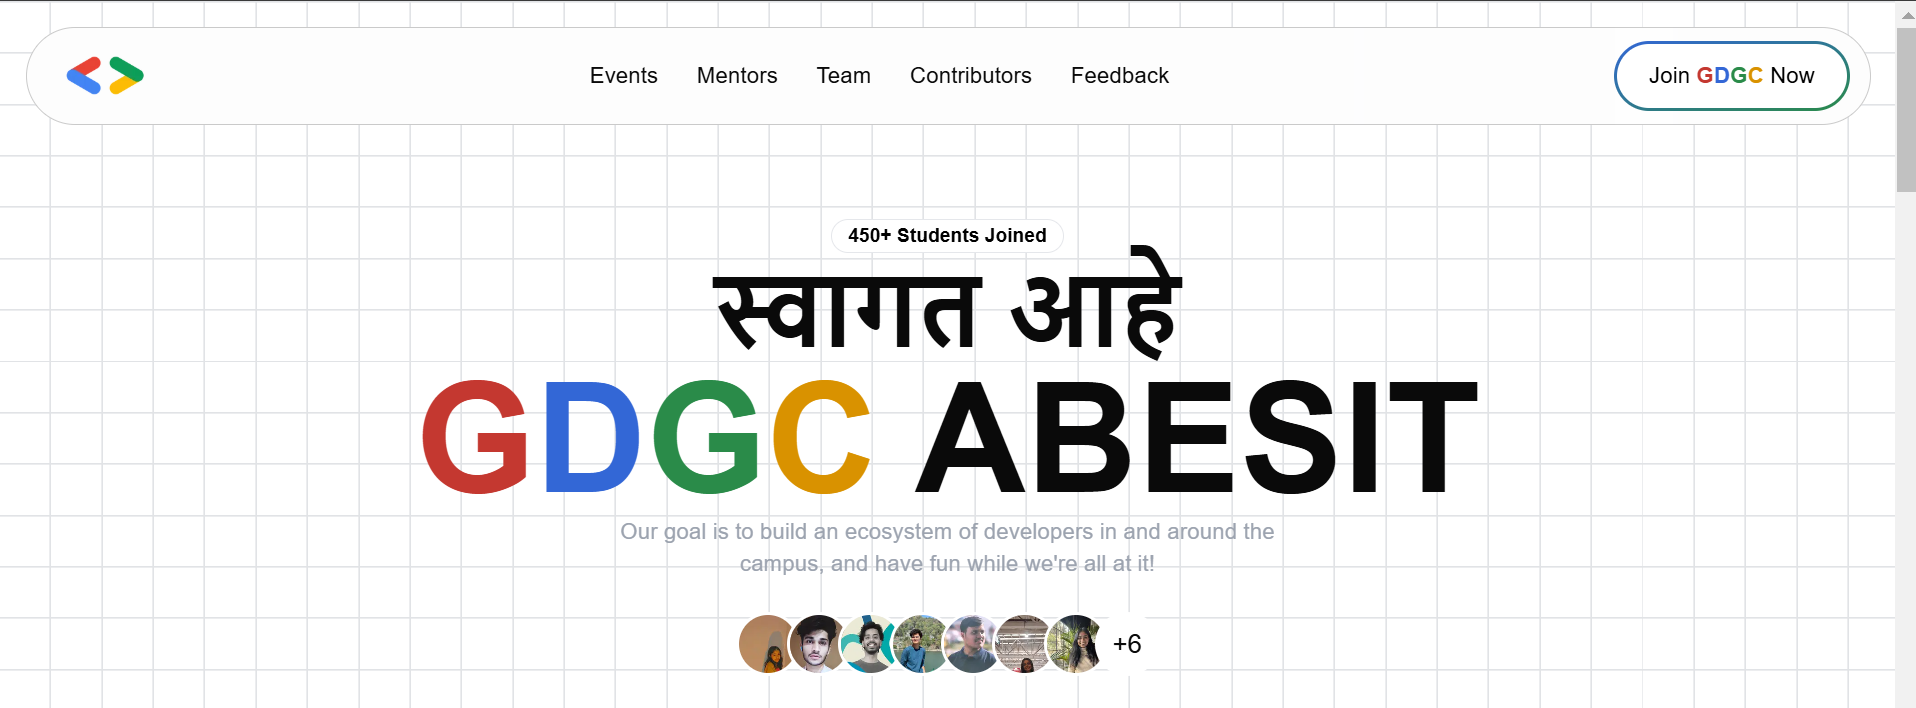 Events Mentors Team Contributors Feedback Join GDGC Now
450+ Students Joined
स्वागत आहे
GDGC ABESIT
Our goal is to build an ecosystem of developers in and around the
campus, and have fun while we're all at it!
+6